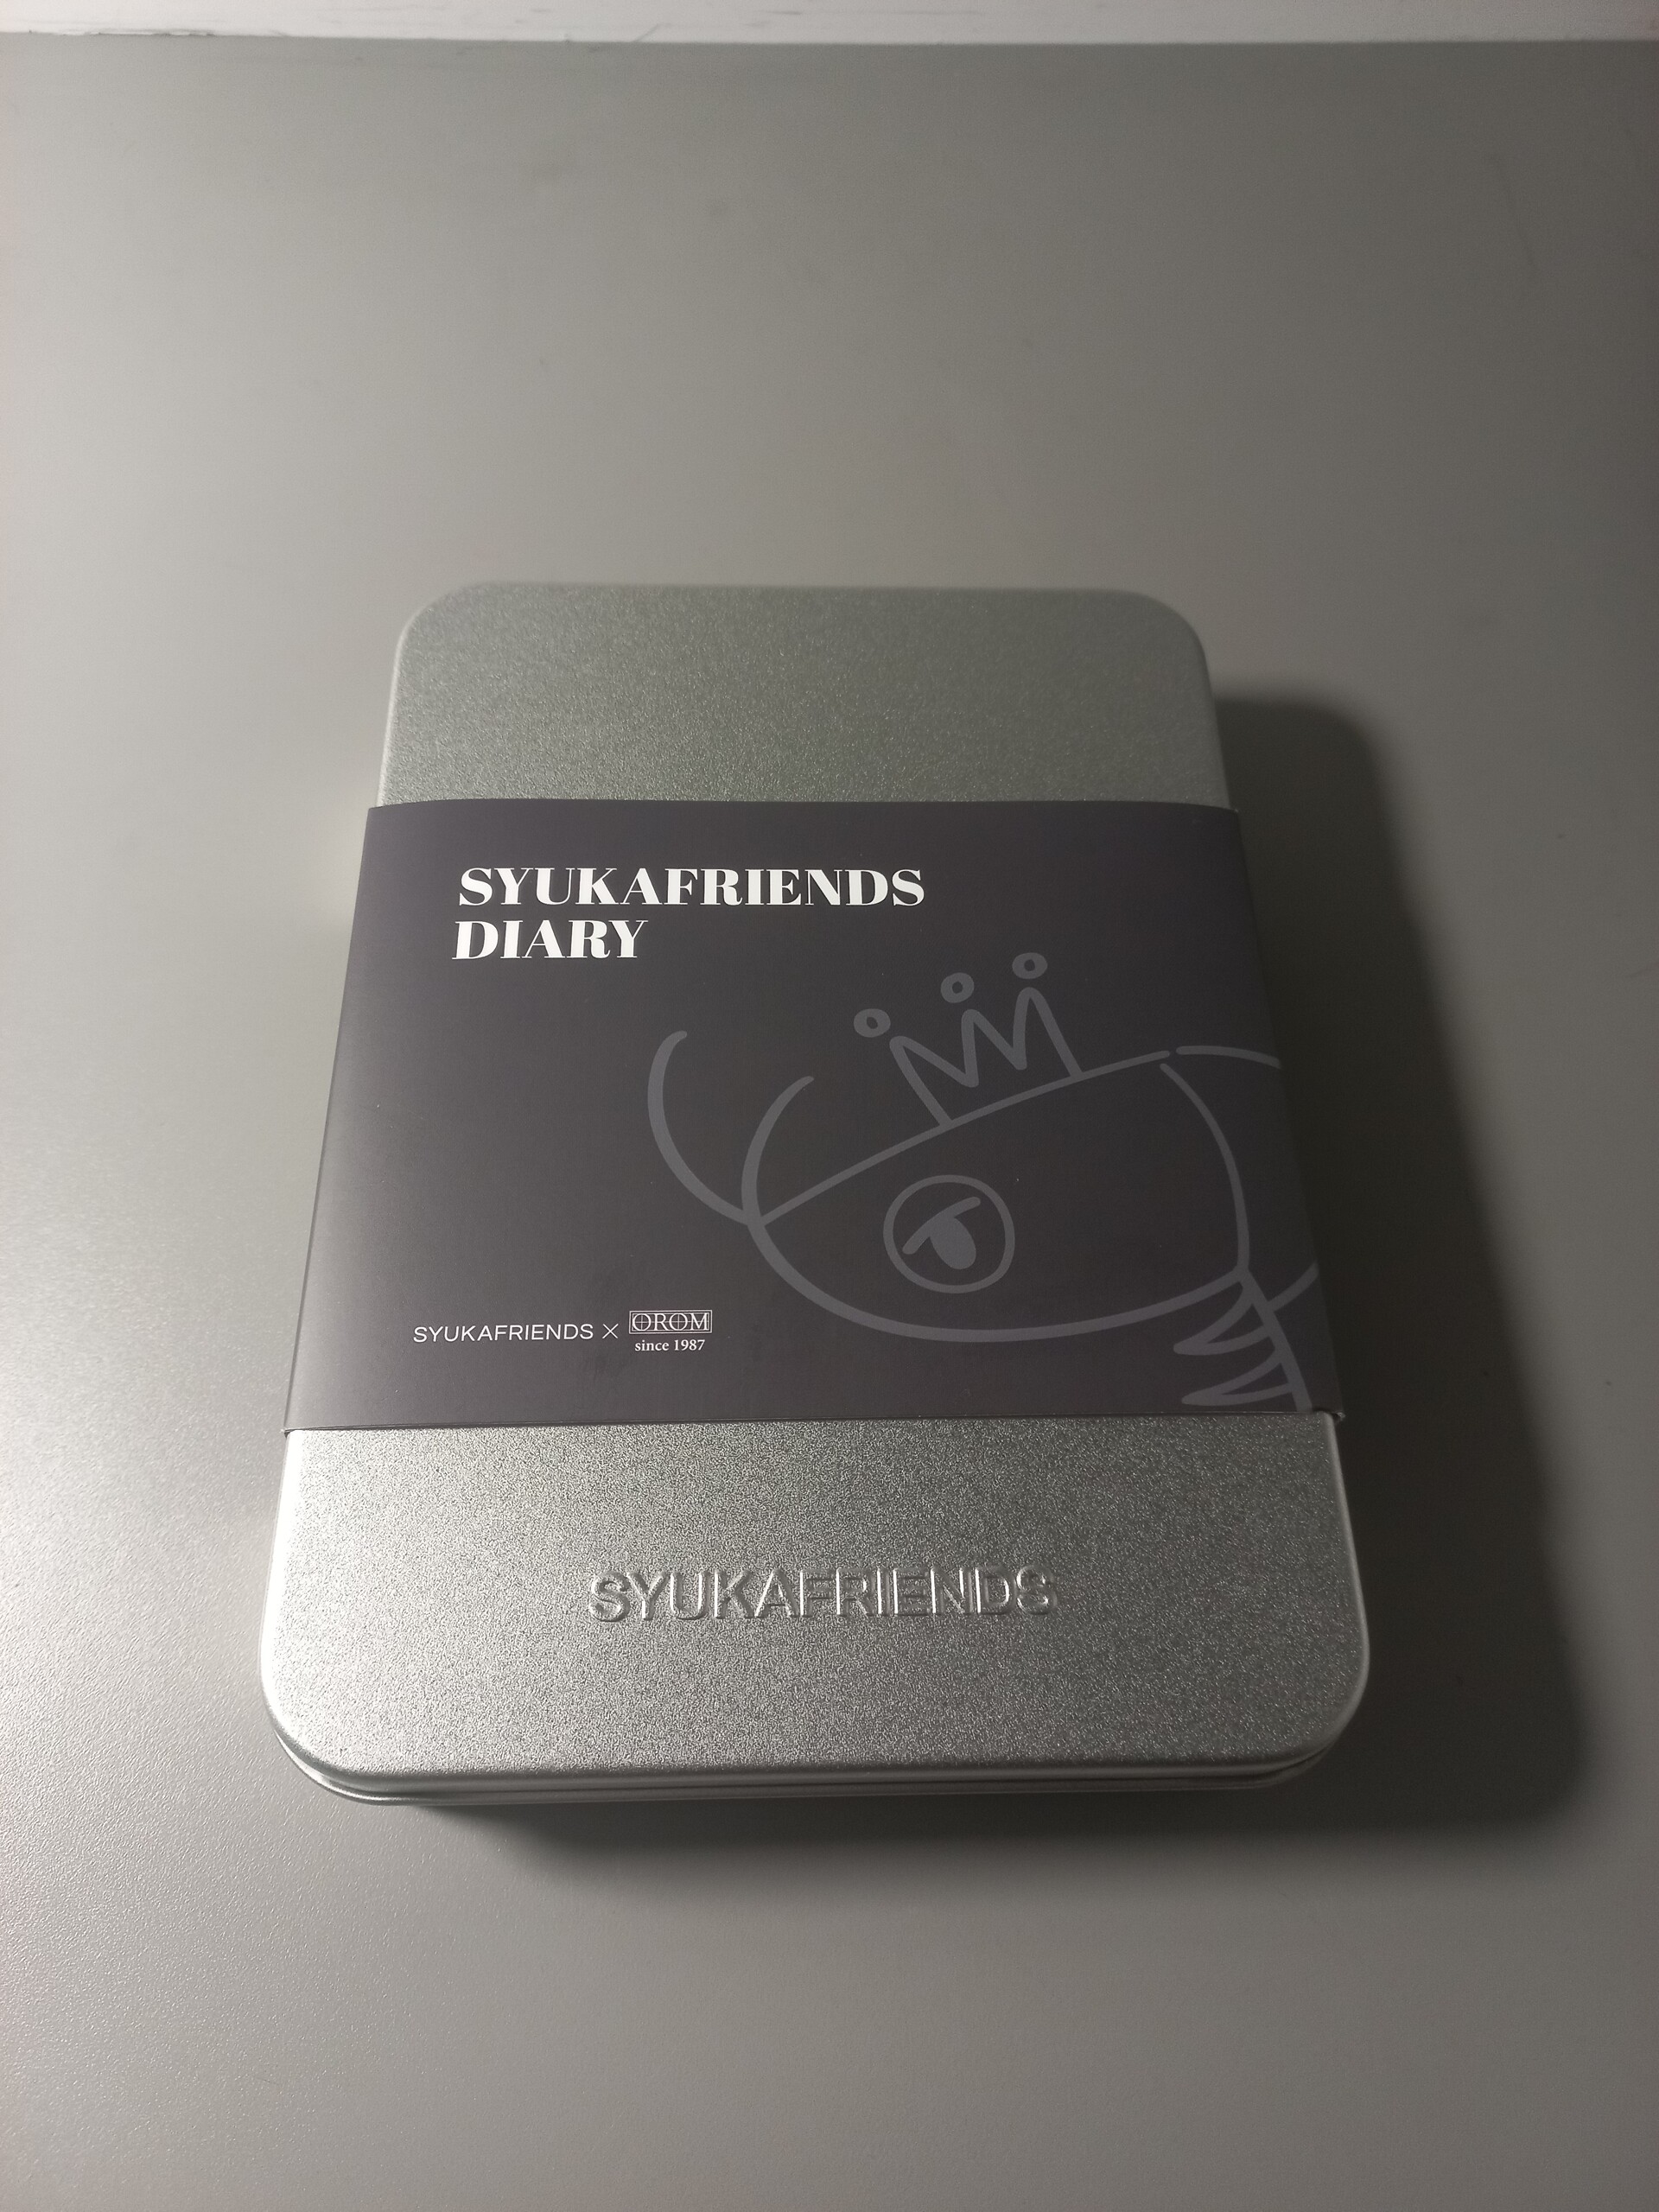 SYUKAFRIENDS
DIARY
SYUKAFRIENDS × OROM
since 1987
SYUKAFRIENDS